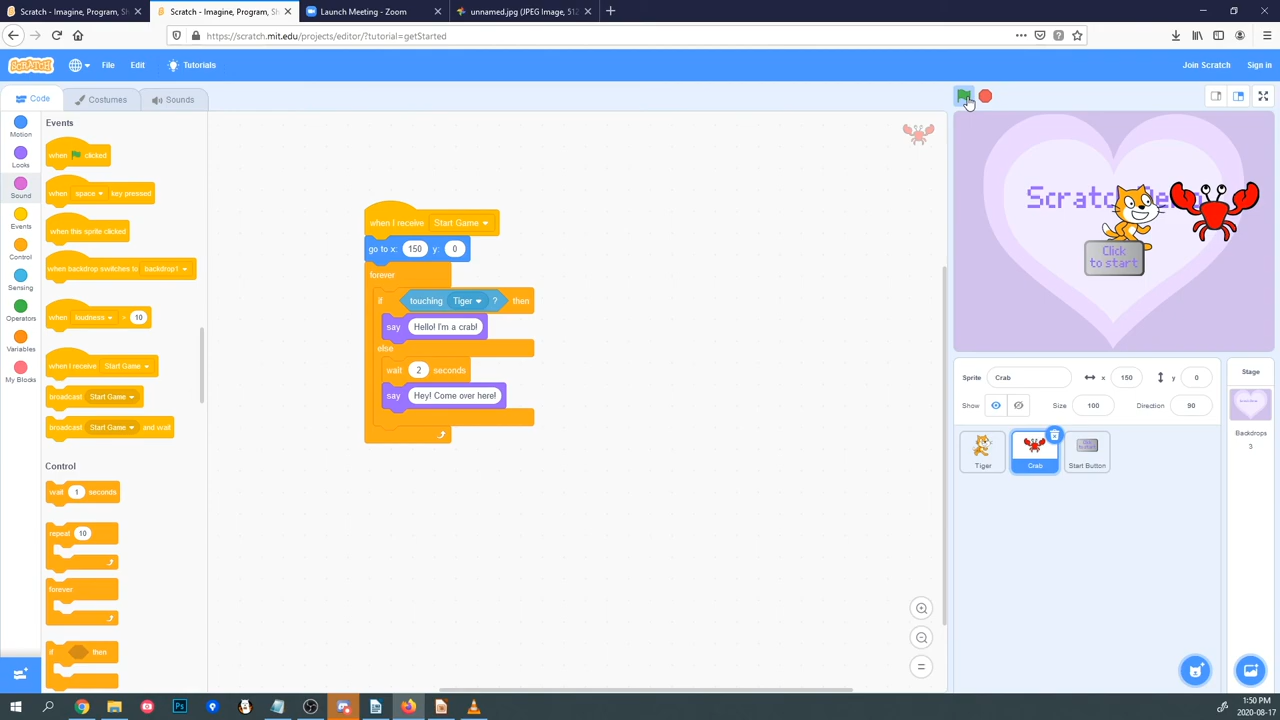 Scratch - Imagine, Program, Sh
Scratch - Imagine, Program, Sh
Launch Meeting - Zoom
unnamed.jpg (JPEG Image, 512
https://scratch.mit.edu/projects/editor/?tutorial=getStarted
SCRATCH
File
Edit
Tutorials
Join Scratch
Sign in
Code
Costumes
Sounds
Motion
Looks
Sound
Events
Control
Sensing
Operators
Variables
My Blocks
Events
when clicked
when space key pressed
when this sprite clicked
when backdrop switches to backdrop1
when loudness > 10
when I receive Start Game
broadcast Start Game
broadcast Start Game and wait
Control
wait 1 seconds
repeat 10
forever
if then
when I receive Start Game
go to x: 150 y: 0
forever
if touching Tiger ? then
say Hello! I'm a crab!
else
wait 2 seconds
say Hey! Come over here!
Click
to start
Sprite Crab x 150 y 0
Show Size 100 Direction 90
Tiger
Crab
Start Button
Stage
Backdrops
3
1:50 PM
2020-08-17